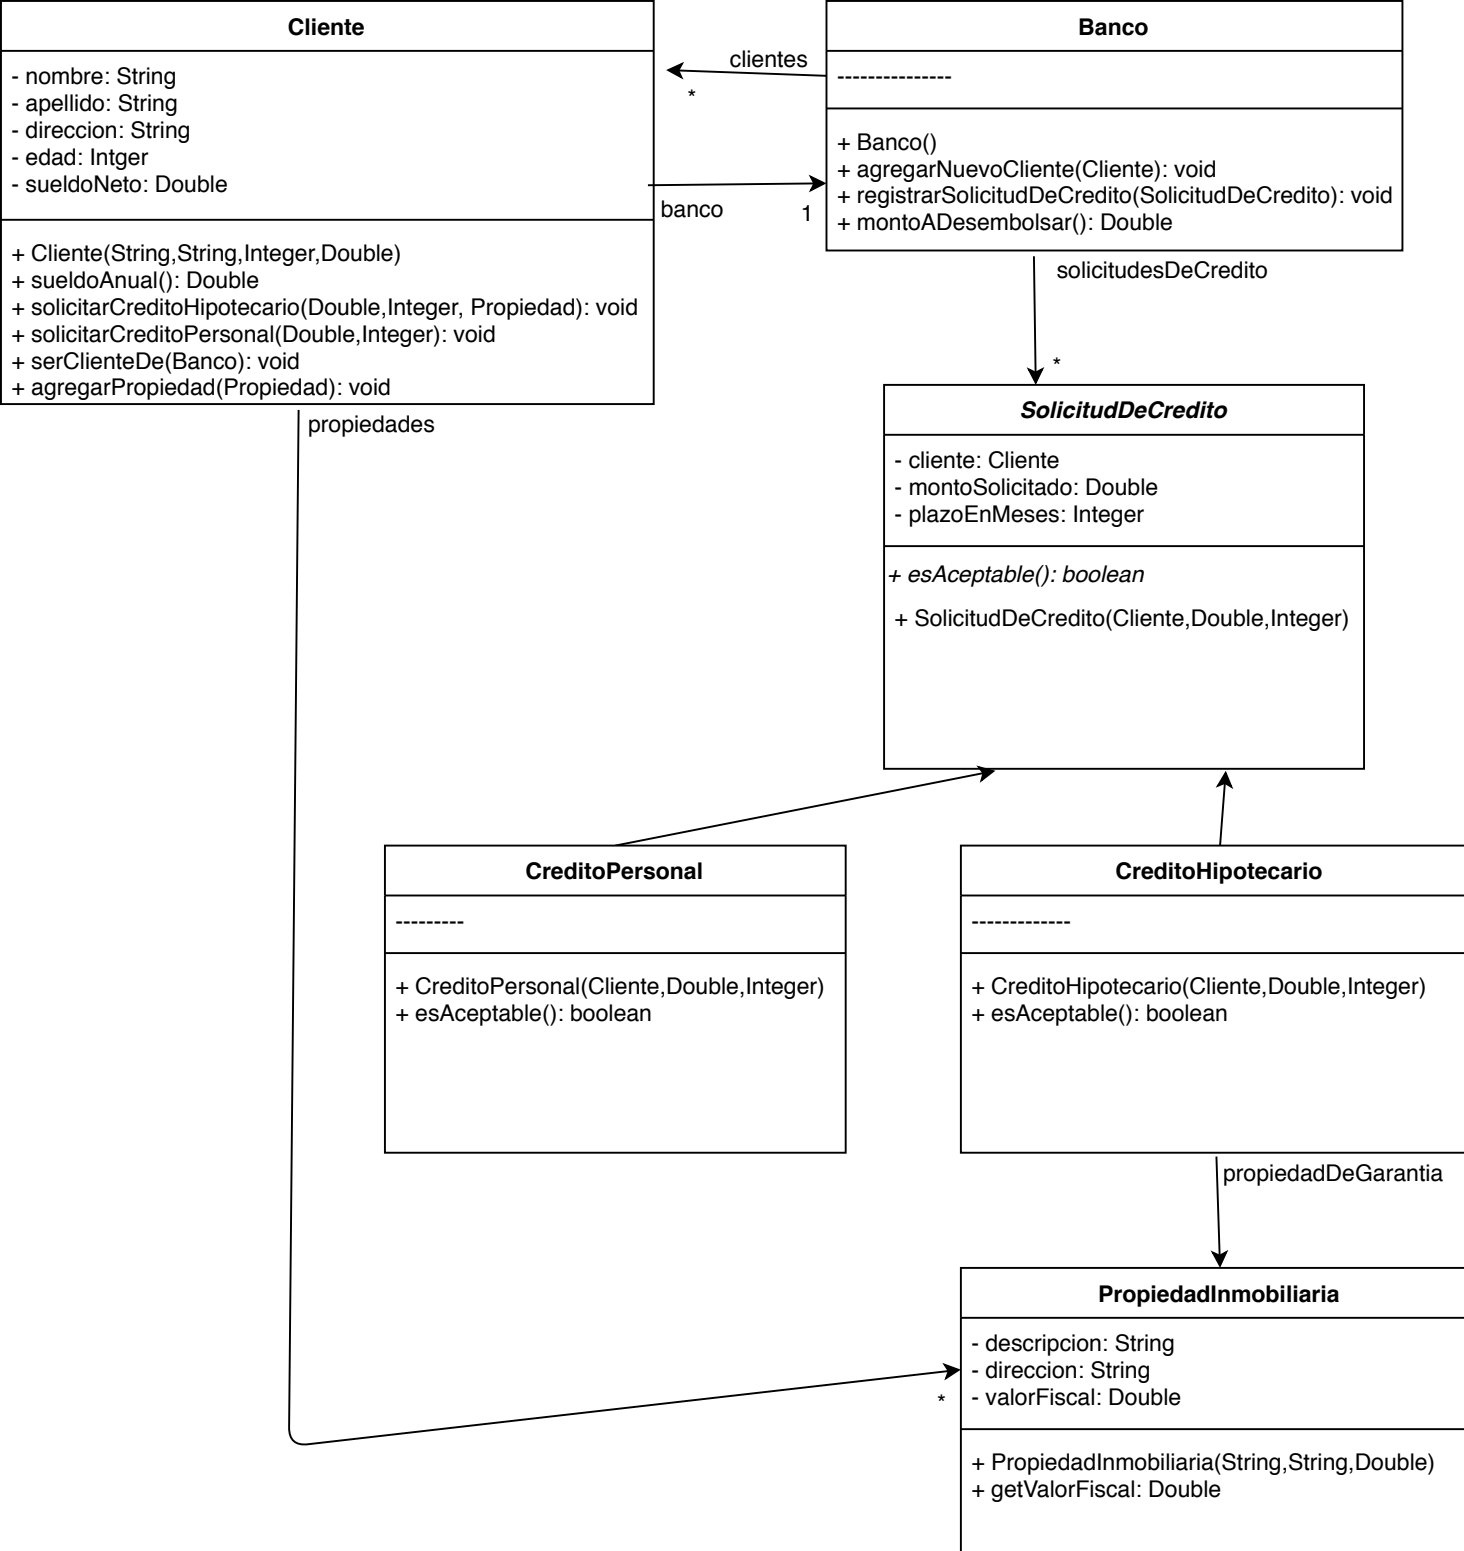 Cliente
- nombre: String
- apellido: String
- direccion: String
- edad: Intger
- sueldoNeto: Double
+ Cliente(String,String,Integer,Double)
+ sueldoAnual(): Double
+ solicitarCreditoHipotecario(Double,Integer, Propiedad): void
+ solicitarCreditoPersonal(Double,Integer): void
+ serClienteDe(Banco): void
+ agregarPropiedad(Propiedad): void
clientes
*
banco
1
Banco
---------------
+ Banco()
+ agregarNuevoCliente(Cliente): void
+ registrarSolicitudDeCredito(SolicitudDeCredito): void
+ montoADesembolsar(): Double
solicitudesDeCredito
*
propiedades
SolicitudDeCredito
- cliente: Cliente
- montoSolicitado: Double
- plazoEnMeses: Integer
+ esAceptable(): boolean
+ SolicitudDeCredito(Cliente,Double,Integer)
CreditoPersonal
---------
+ CreditoPersonal(Cliente,Double,Integer)
+ esAceptable(): boolean
CreditoHipotecario
-------------
+ CreditoHipotecario(Cliente,Double,Integer)
+ esAceptable(): boolean
propiedadDeGarantia
*
PropiedadInmobiliaria
- descripcion: String
- direccion: String
- valorFiscal: Double
+ PropiedadInmobiliaria(String,String,Double)
+ getValorFiscal: Double